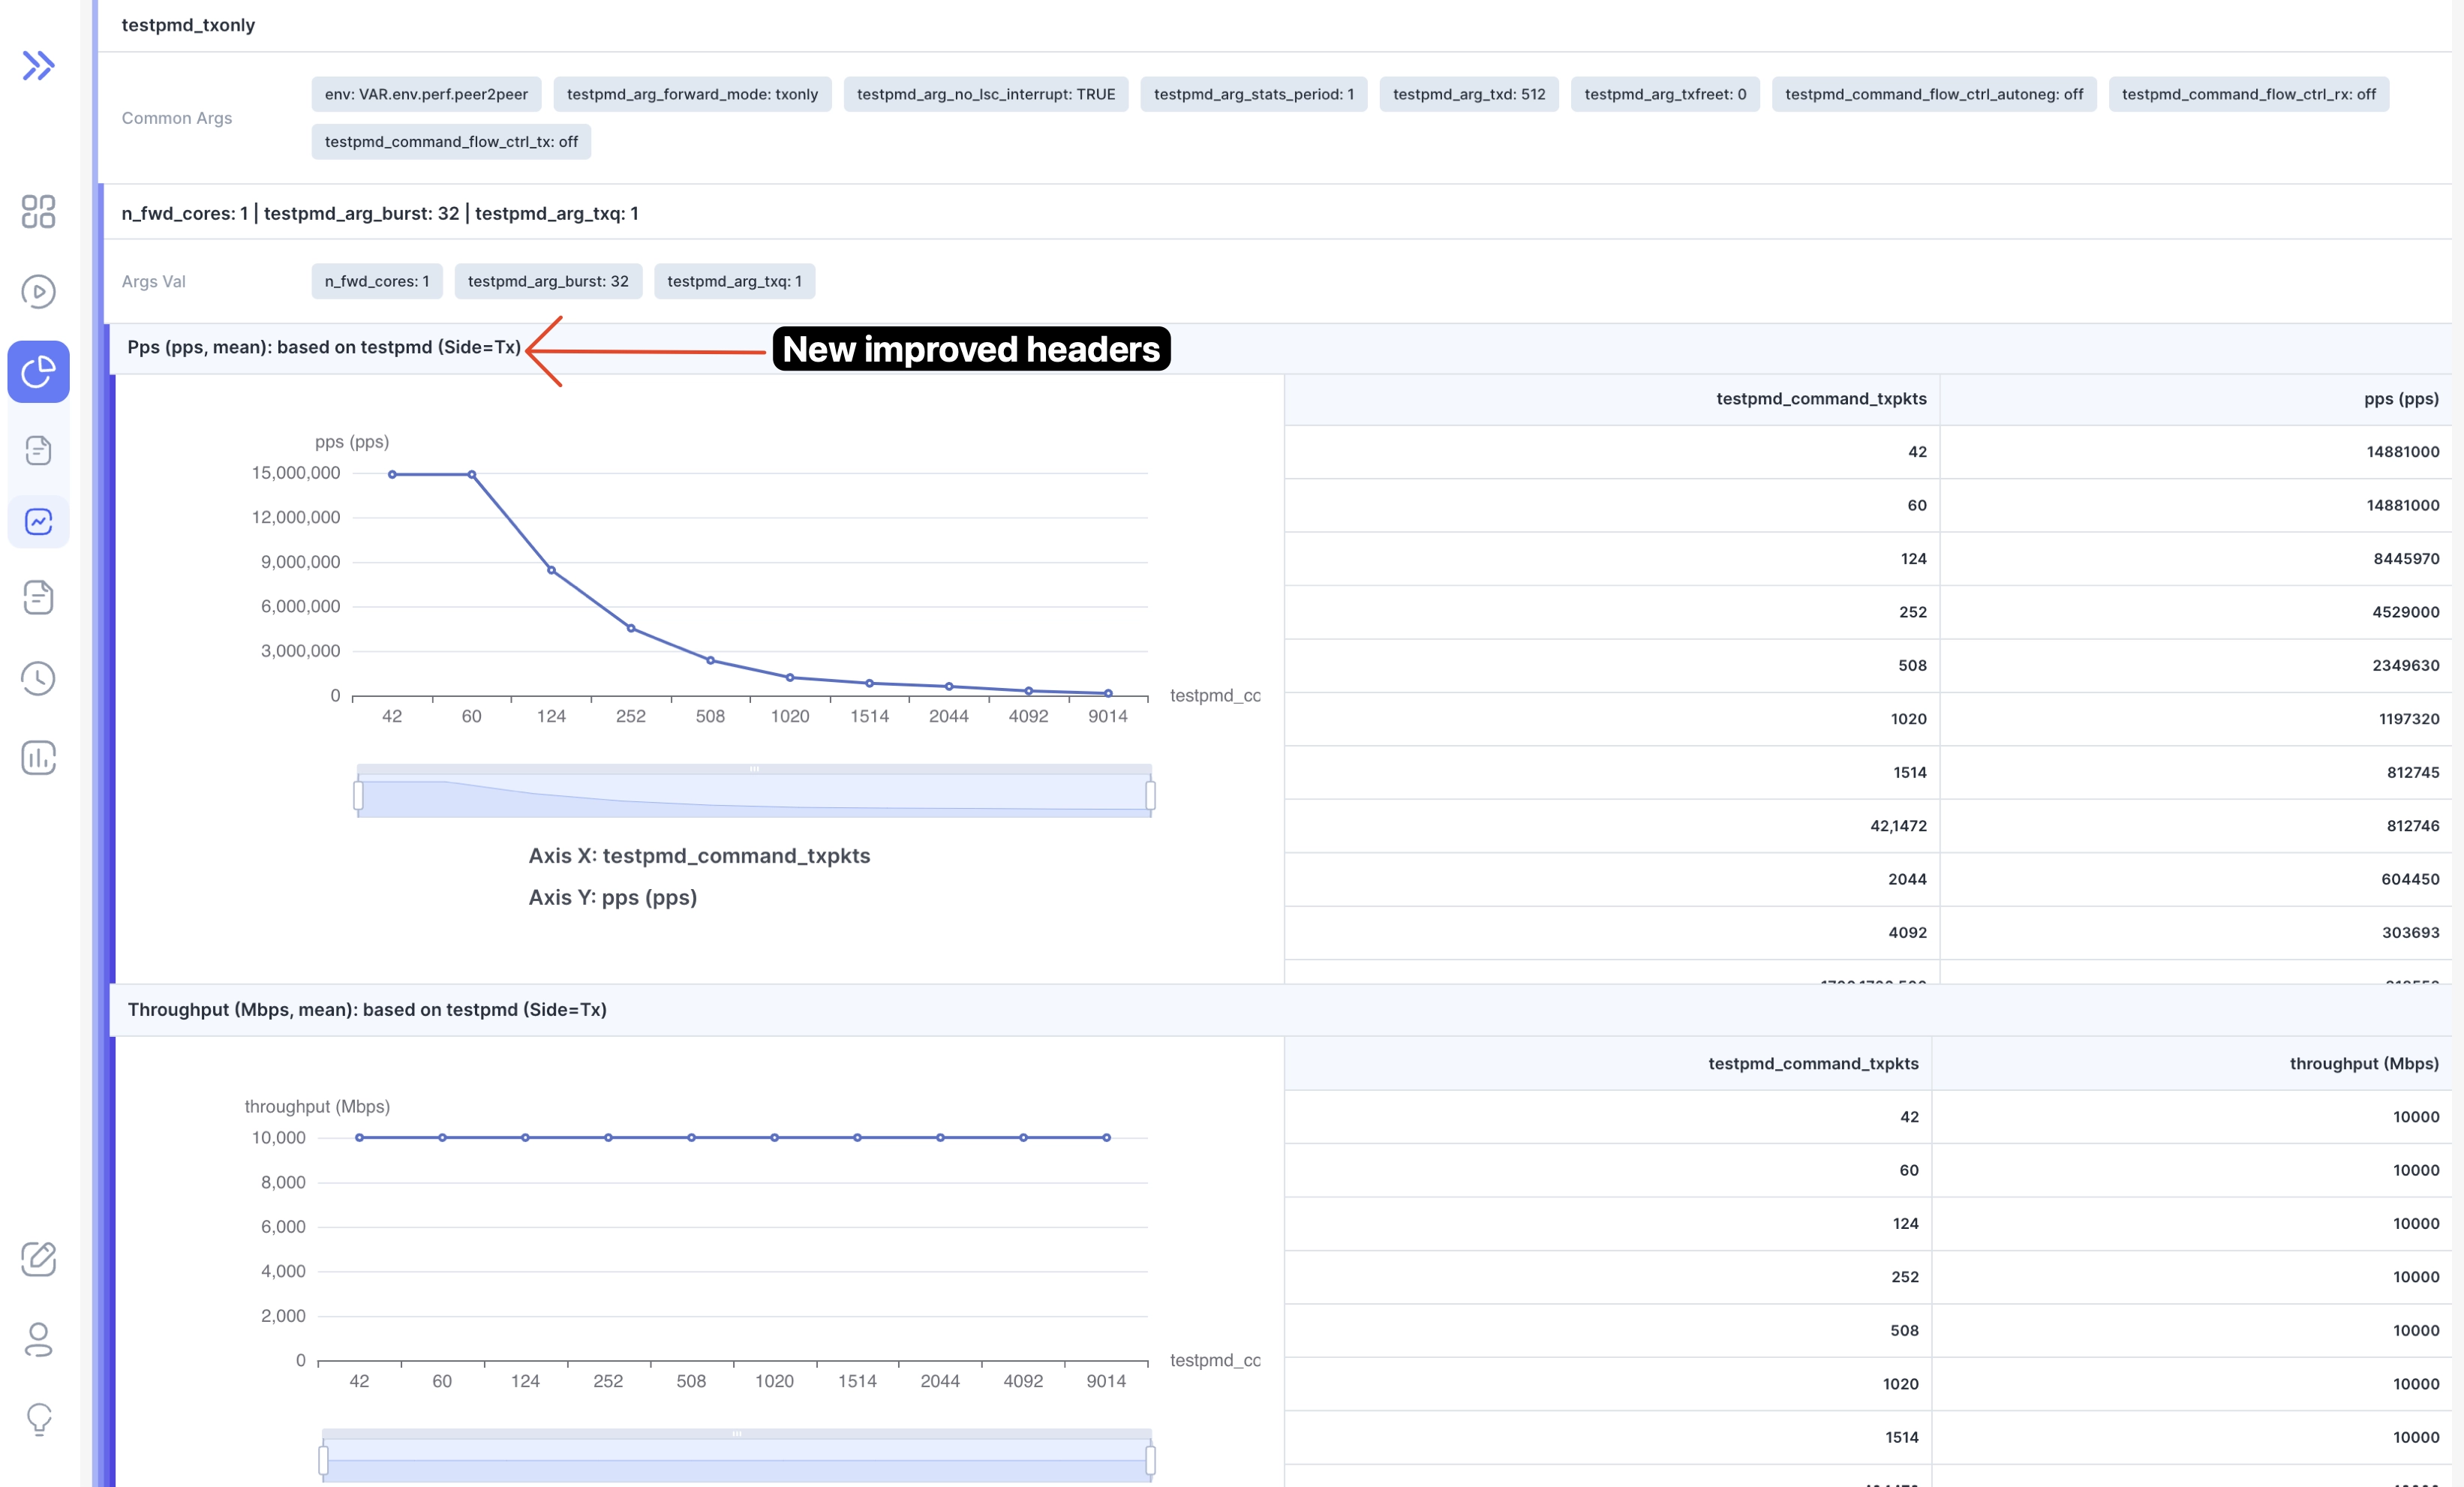 testpmd_txonly
Common Args
env: VAR.env.perf.peer2peer
testpmd_arg_forward_mode: txonly
testpmd_arg_no_lsc_interrupt: TRUE
testpmd_arg_stats_period: 1
testpmd_arg_txd: 512
testpmd_arg_txfreet: 0
testpmd_command_flow_ctrl_autoneg: off
testpmd_command_flow_ctrl_rx: off
testpmd_command_flow_ctrl_tx: off
n_fwd_cores: 1 | testpmd_arg_burst: 32 | testpmd_arg_txq: 1
Args Val
n_fwd_cores: 1
testpmd_arg_burst: 32
testpmd_arg_txq: 1
Pps (pps, mean): based on testpmd (Side=Tx)
New improved headers
pps (pps)
15,000,000
12,000,000
9,000,000
6,000,000
3,000,000
0
42 60 124 252 508 1020 1514 2044 4092 9014
testpmd_cc
Axis X: testpmd_command_txpkts
Axis Y: pps (pps)
testpmd_command_txpkts pps (pps)
42 14881000
60 14881000
124 8445970
252 4529000
508 2349630
1020 1197320
1514 812745
42,1472 812746
2044 604450
4092 303693
Throughput (Mbps, mean): based on testpmd (Side=Tx)
throughput (Mbps)
10,000
8,000
6,000
4,000
2,000
0
42 60 124 252 508 1020 1514 2044 4092 9014
testpmd_cc
testpmd_command_txpkts throughput (Mbps)
42 10000
60 10000
124 10000
252 10000
508 10000
1020 10000
1514 10000